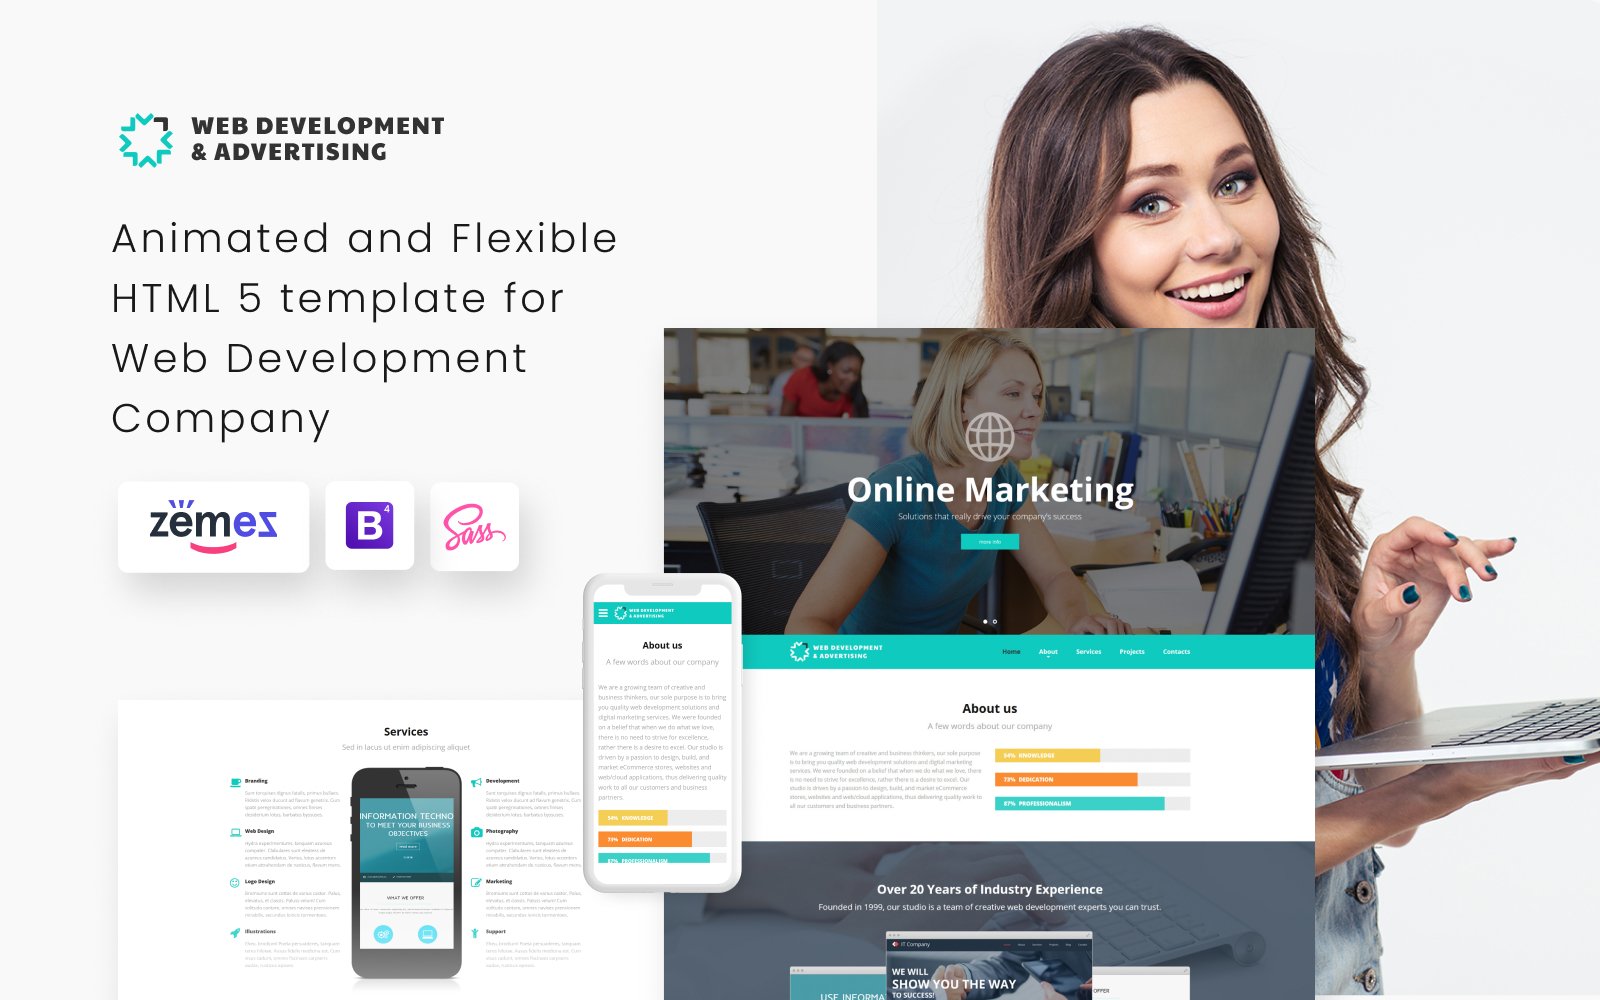 WEB DEVELOPMENT
& ADVERTISING
Animated and Flexible
HTML 5 template for
Web Development
Company
zemez
B 4
Sass
Online Marketing
Solutions that really drive your company's success
more info
WEB DEVELOPMENT
& ADVERTISING
Home About Services Projects Contacts
About us
A few words about our company
We are a growing team of creative and business thinkers, our sole purpose
is to bring you quality web development solutions and digital marketing
services. We were founded on a belief that when we do what we love, there
is no need to strive for excellence, rather there is a desire to excel. Our
studio is driven by a passion to design, build, and market eCommerce
stores, websites and web/cloud applications, thus delivering quality work to
all our customers and business partners.
54% KNOWLEDGE
73% DEDICATION
87% PROFESSIONALISM
Over 20 Years of Industry Experience
Founded in 1999, our studio is a team of creative web development experts you can trust.
IT Company
WE WILL
SHOW YOU THE WAY
TO SUCCESS!
USE INFORMA
OFFER
WEB DEVELOPMENT
& ADVERTISING
About us
A few words about our company
We are a growing team of creative and
business thinkers, our sole purpose is to bring
you quality web development solutions and
digital marketing services. We were founded
on a belief that when we do what we love,
there is no need to strive for excellence,
rather there is a desire to excel. Our studio is
driven by a passion to design, build, and
market eCommerce stores, websites and
web/cloud applications, thus delivering quality
work to all our customers and business
partners.
54% KNOWLEDGE
73% DEDICATION
87% PROFESSIONALISM
Services
Sed in lacus ut enim adipiscing aliquet
Branding
Web Design
Logo Design
Illustrations
INFORMATION TECHNO
TO MEET YOUR BUSINESS
OBJECTIVES
WHAT WE OFFER
Development
Photography
Marketing
Support